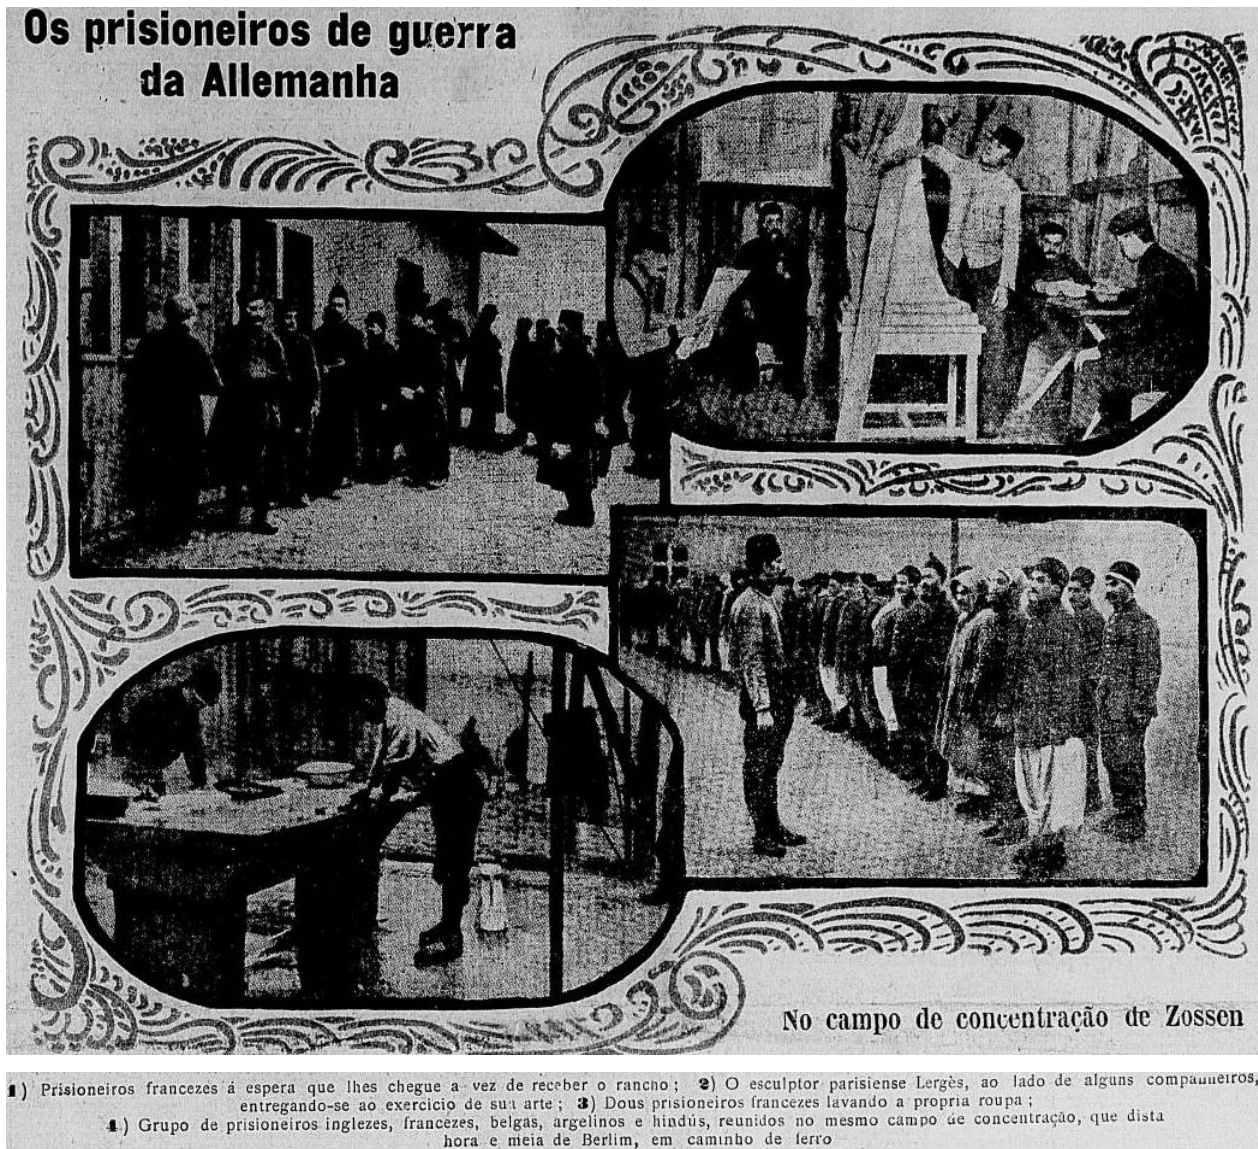 Os prisioneiros de guerra
da Allemanha
No campo de concentração de Zossen
1) Prisioneiros francezes á espera que lhes chegue a vez de receber o rancho; 2) O esculptor parisiense Lergès, ao lado de alguns companheiros,
entregando-se ao exercicio de sua arte; 3) Dous prisioneiros francezes lavando a propria roupa;
4) Grupo de prisioneiros inglezes, francezes, belgas, argelinos e hindús, reunidos no mesmo campo de concentração, que dista
hora e meia de Berlim, em caminho de ferro